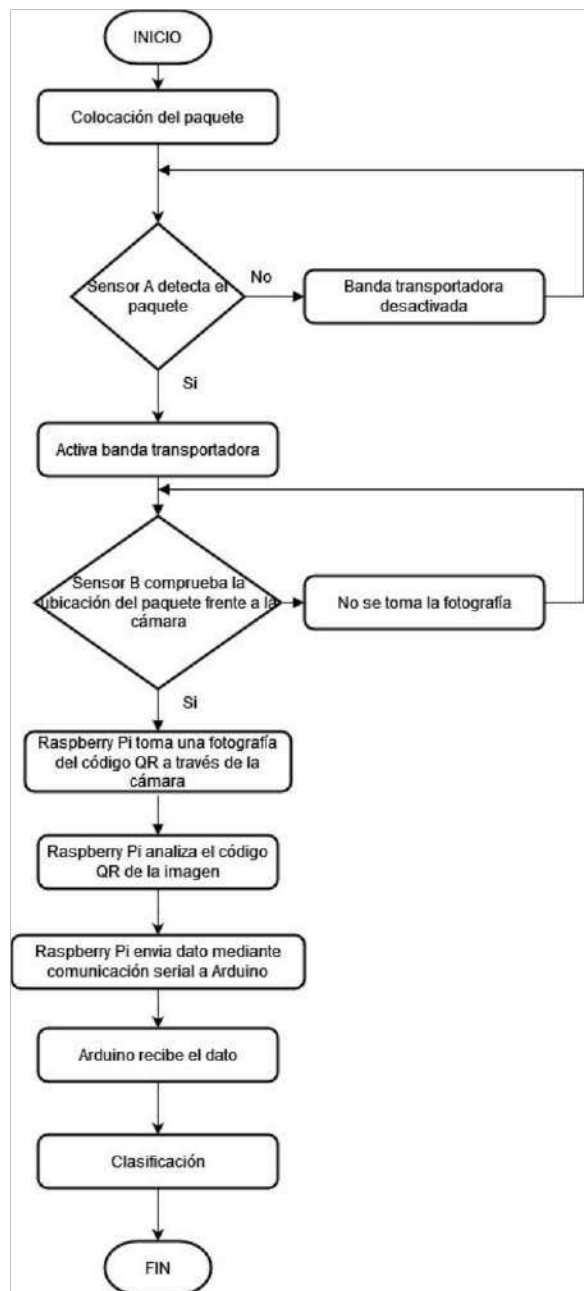 INICIO
Colocación del paquete
Sensor A detecta el
paquete
No
Banda transportadora
desactivada
Si
Activa banda transportadora
Sensor B comprueba la
ubicación del paquete frente a la
cámara
No se toma la fotografía
Si
Raspberry Pi toma una fotografía
del código QR a través de la
cámara
Raspberry Pi analiza el código
QR de la imagen
Raspberry Pi envia dato mediante
comunicación serial a Arduino
Arduino recibe el dato
Clasificación
FIN